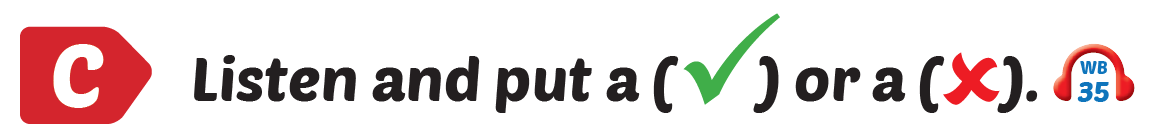 C Listen and put a (✓) or a (✗). WB 35